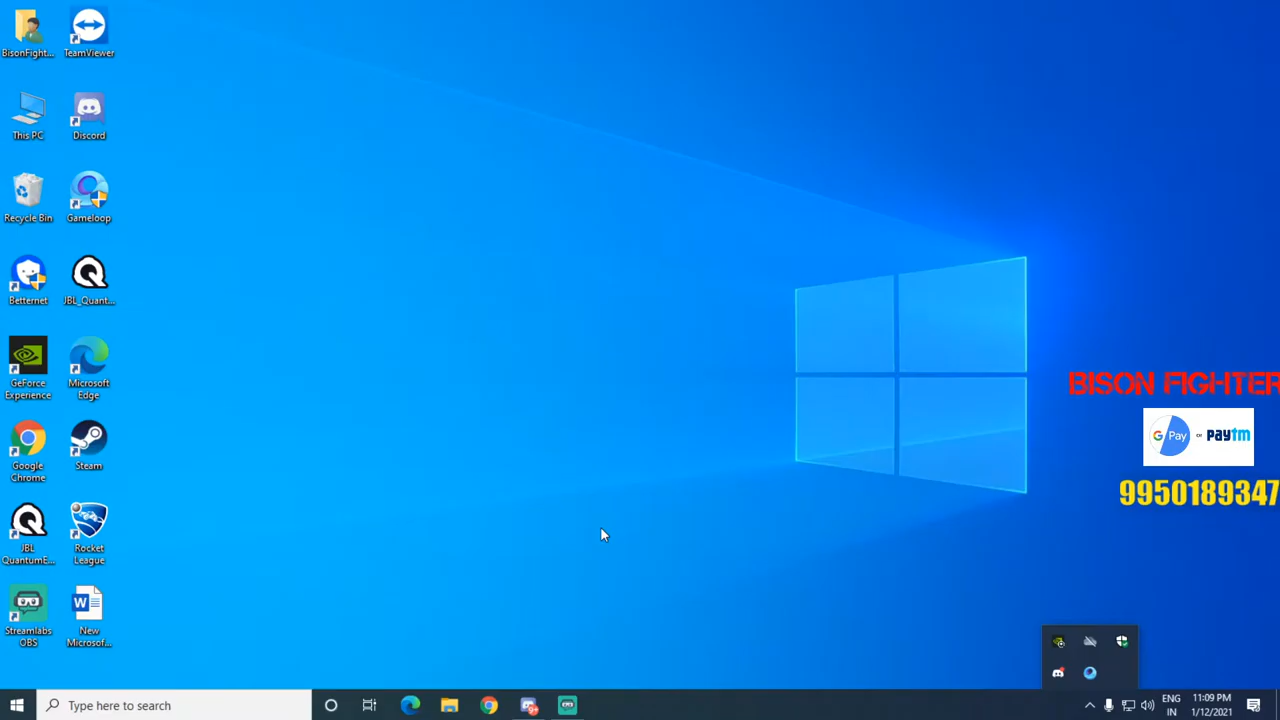 BisonFight...
TeamViewer
This PC
Discord
Recycle Bin
Gameloop
Betternet
JBL_Quant...
GeForce
Experience
Microsoft
Edge
Google
Chrome
Steam
JBL
QuantumE...
Rocket
League
Streamlabs
OBS
New
Microsof...
BISON FIGHTER
G Pay OR Paytm
9950189347
Type here to search
ENG
IN
11:09 PM
1/12/2021